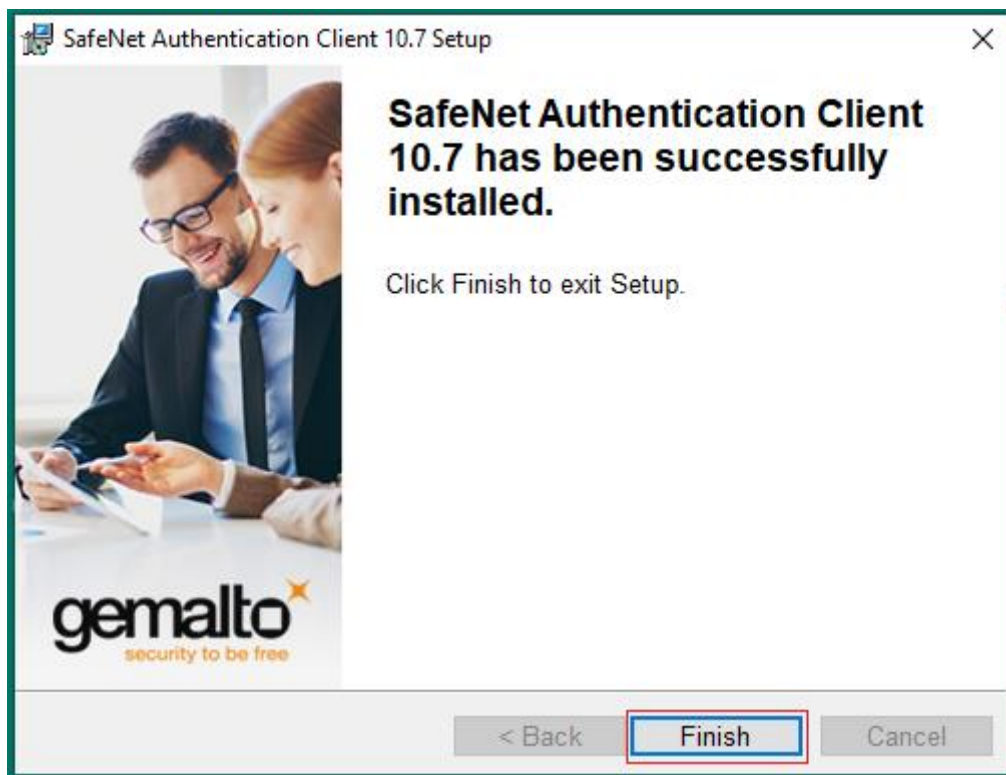 SafeNet Authentication Client 10.7 Setup
SafeNet Authentication Client
10.7 has been successfully
installed.
Click Finish to exit Setup.
gemalto
security to be free
< Back
Finish
Cancel